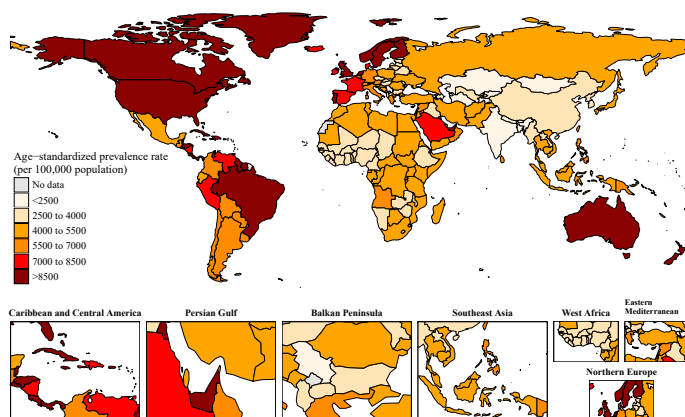 Age−standardized prevalence rate
(per 100,000 population)
No data
<2500
2500 to 4000
4000 to 5500
5500 to 7000
7000 to 8500
>8500
Caribbean and Central America
Persian Gulf
Balkan Peninsula
Southeast Asia
West Africa
Eastern
Mediterranean
Northern Europe